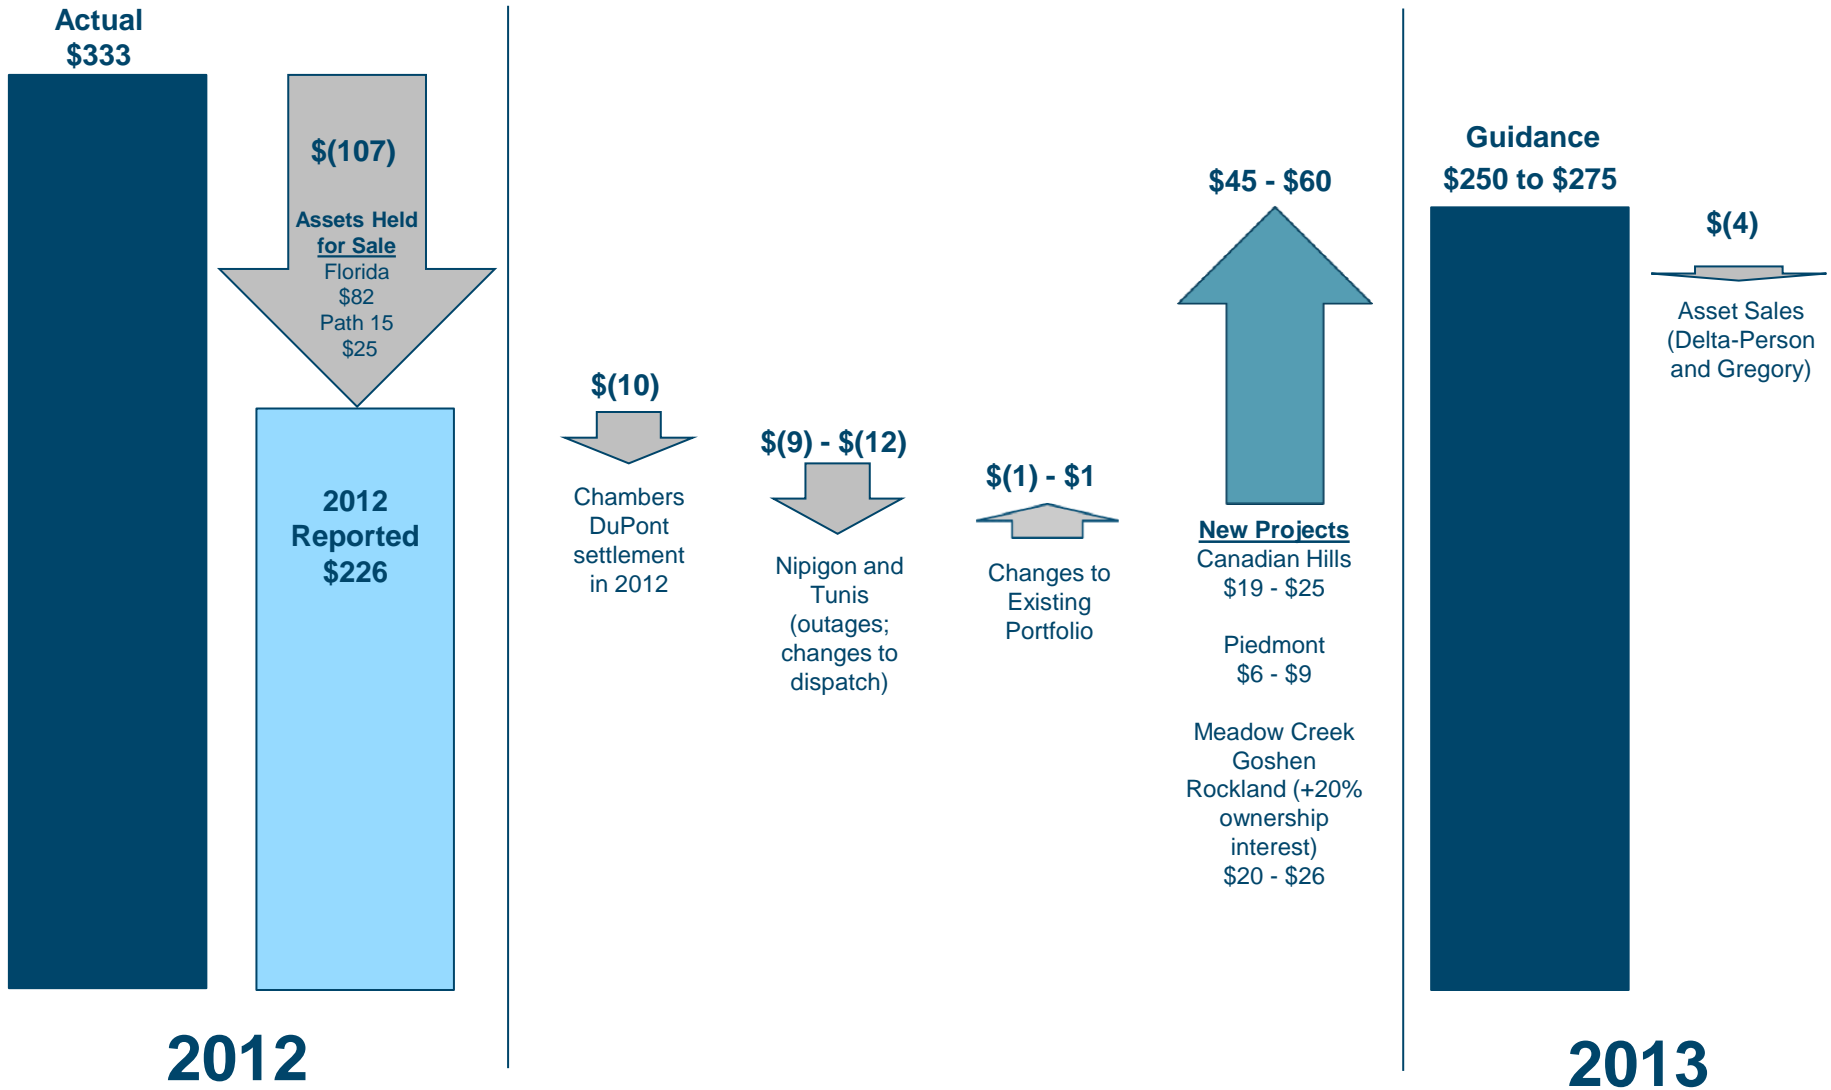 Actual
$333
$(107)
Assets Held
for Sale
Florida
$82
Path 15
$25
2012
Reported
$226
2012
$(10)
Chambers
DuPont
settlement
in 2012
$(9) - $(12)
Nipigon and
Tunis
(outages;
changes to
dispatch)
$(1) - $1
Changes to
Existing
Portfolio
$45 - $60
New Projects
Canadian Hills
$19 - $25
Piedmont
$6 - $9
Meadow Creek
Goshen
Rockland (+20%
ownership
interest)
$20 - $26
Guidance
$250 to $275
$(4)
Asset Sales
(Delta-Person
and Gregory)
2013